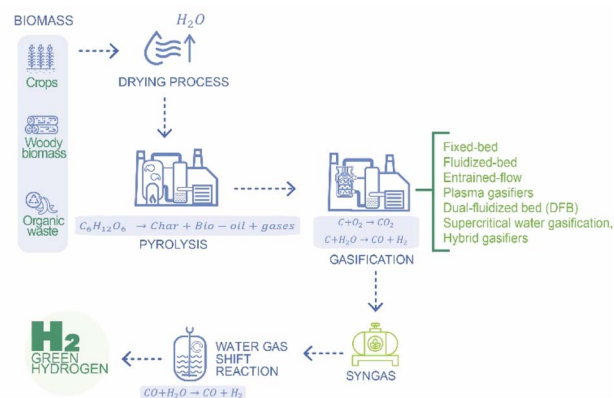 BIOMASS
Crops
Woody
biomass
Organic
waste
H₂O
DRYING PROCESS
C₆H₁₂O₆ → Char + Bio − oil + gases
PYROLYSIS
C+O₂ → CO₂
C+H₂O → CO + H₂
GASIFICATION
Fixed-bed
Fluidized-bed
Entrained-flow
Plasma gasifiers
Dual-fluidized bed (DFB)
Supercritical water gasification,
Hybrid gasifiers
SYNGAS
WATER GAS
SHIFT
REACTION
CO+H₂O → CO + H₂
H2
GREEN
HYDROGEN